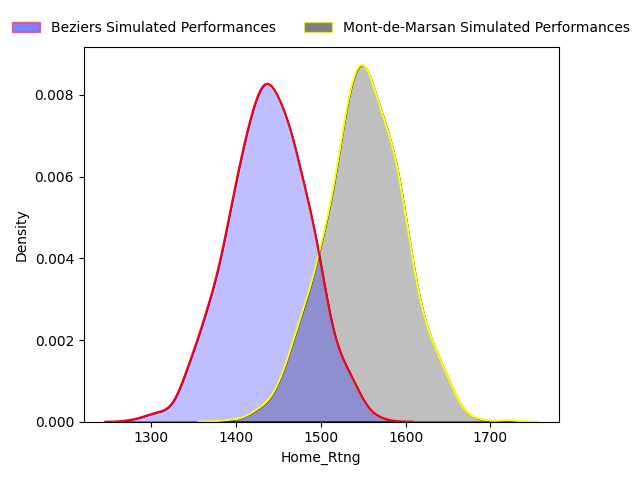 Beziers Simulated Performances Mont-de-Marsan Simulated Performances
0.008
0.006
0.004
0.002
0.000
Density
1300 1400 1500 1600 1700
Home_Rtng